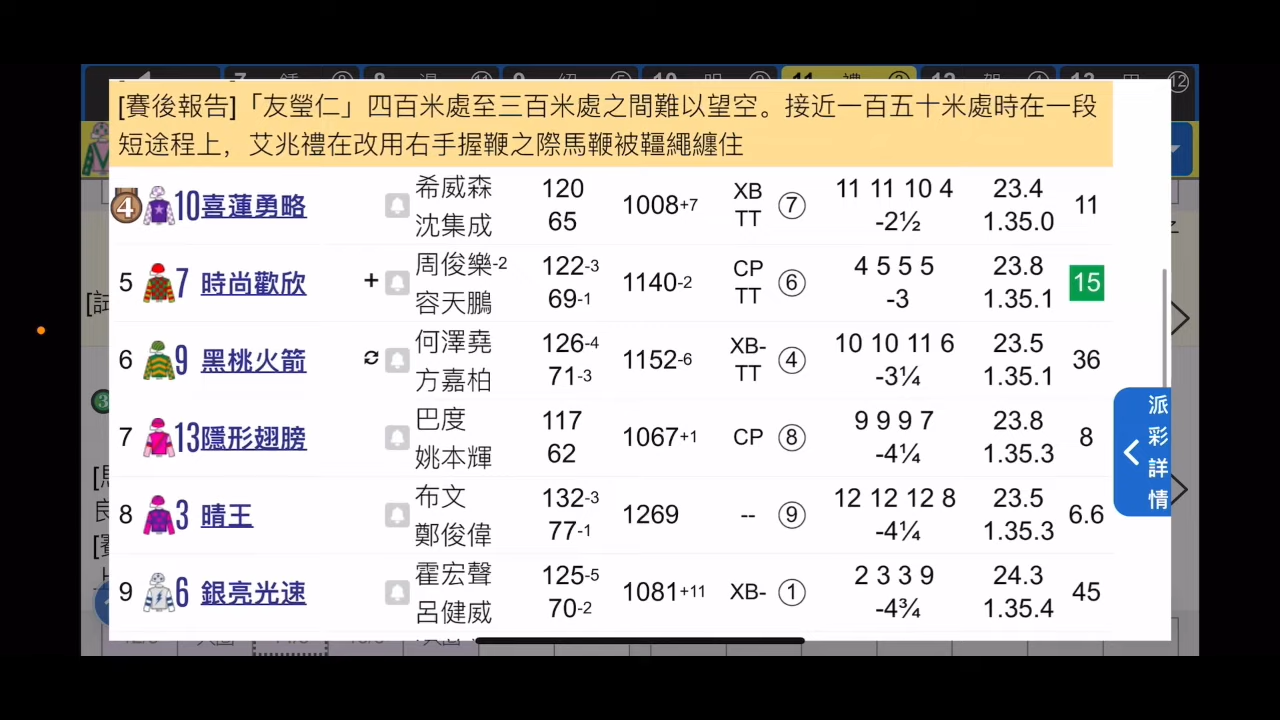 [賽後報告]「友瑩仁」四百米處至三百米處之間難以望空。接近一百五十米處時在一段
短途程上，艾兆禮在改用右手握鞭之際馬鞭被韁繩纏住
4 10 喜蓮勇略 希威森 120 1008+7 XB ⑦ 11 11 10 4 23.4 11
沈集成 65 TT -2½ 1.35.0
5 7 時尚歡欣 + 周俊樂-2 122-3 1140-2 CP ⑥ 4 5 5 5 23.8 15
容天鵬 69-1 TT -3 1.35.1
6 9 黑桃火箭 何澤堯 126-4 1152-6 XB- ④ 10 10 11 6 23.5 36
方嘉柏 71-3 TT -3¼ 1.35.1
7 13 隱形翅膀 巴度 117 1067+1 CP ⑧ 9 9 9 7 23.8 8
姚本輝 62 -4¼ 1.35.3
8 3 晴王 布文 132-3 1269 -- ⑨ 12 12 12 8 23.5 6.6
鄭俊偉 77-1 -4¼ 1.35.3
9 6 銀亮光速 霍宏聲 125-5 1081+11 XB- ① 2 3 3 9 24.3 45
呂健威 70-2 -4¾ 1.35.4
派彩詳情